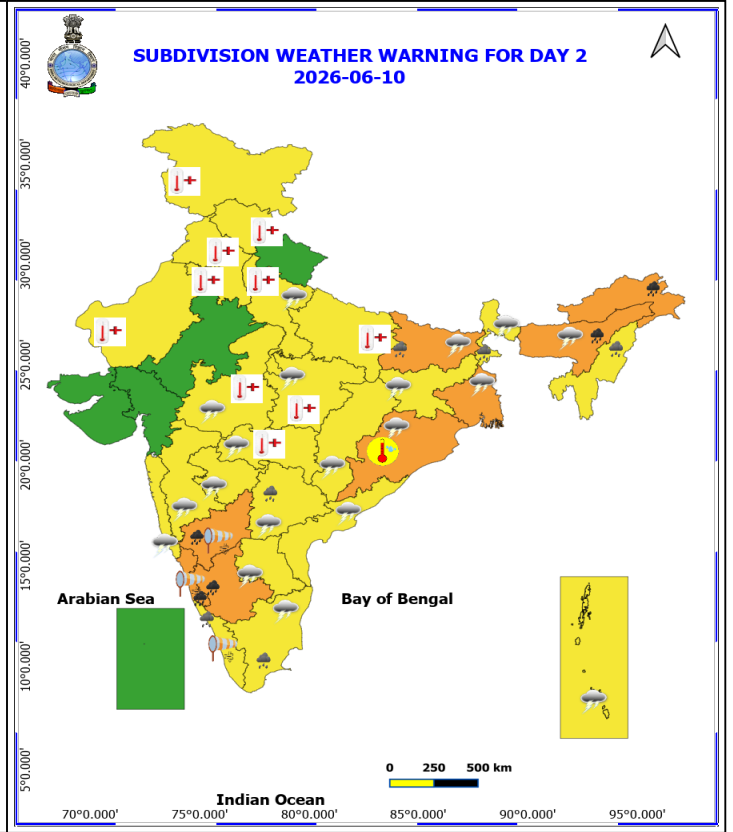 SUBDIVISION WEATHER WARNING FOR DAY 2
2026-06-10
40°0.000'
35°0.000'
30°0.000'
25°0.000'
20°0.000'
15°0.000'
10°0.000'
5°0.000'
Arabian Sea
Bay of Bengal
0 250 500 km
Indian Ocean
70°0.000' 75°0.000' 80°0.000' 85°0.000' 90°0.000' 95°0.000'